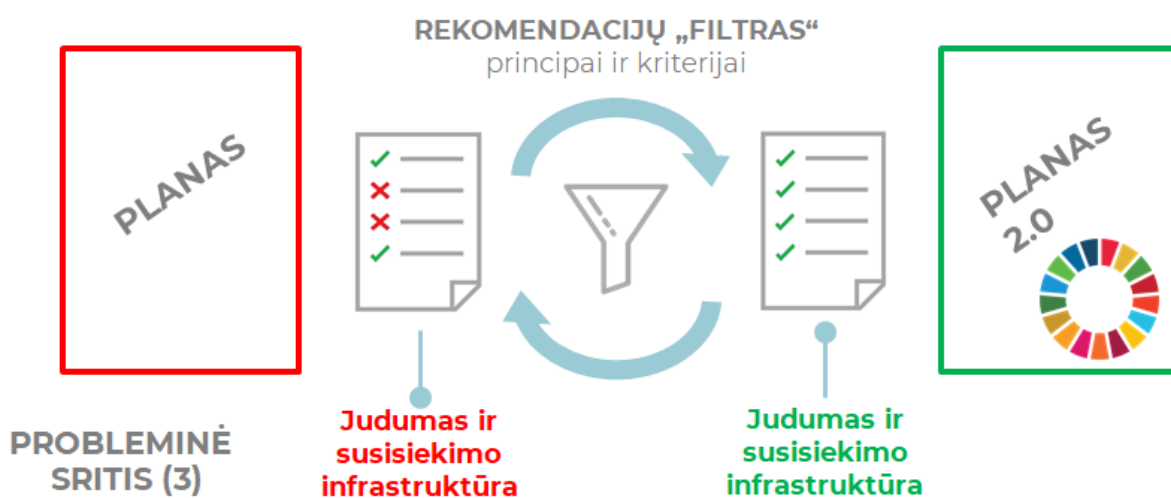 REKOMENDACIJŲ „FILTRAS“
principai ir kriterijai
PLANAS
PLANAS
2.0
PROBLEMINĖ
SRITIS (3)
Judumas ir
susisiekimo
infrastruktūra
Judumas ir
susisiekimo
infrastruktūra